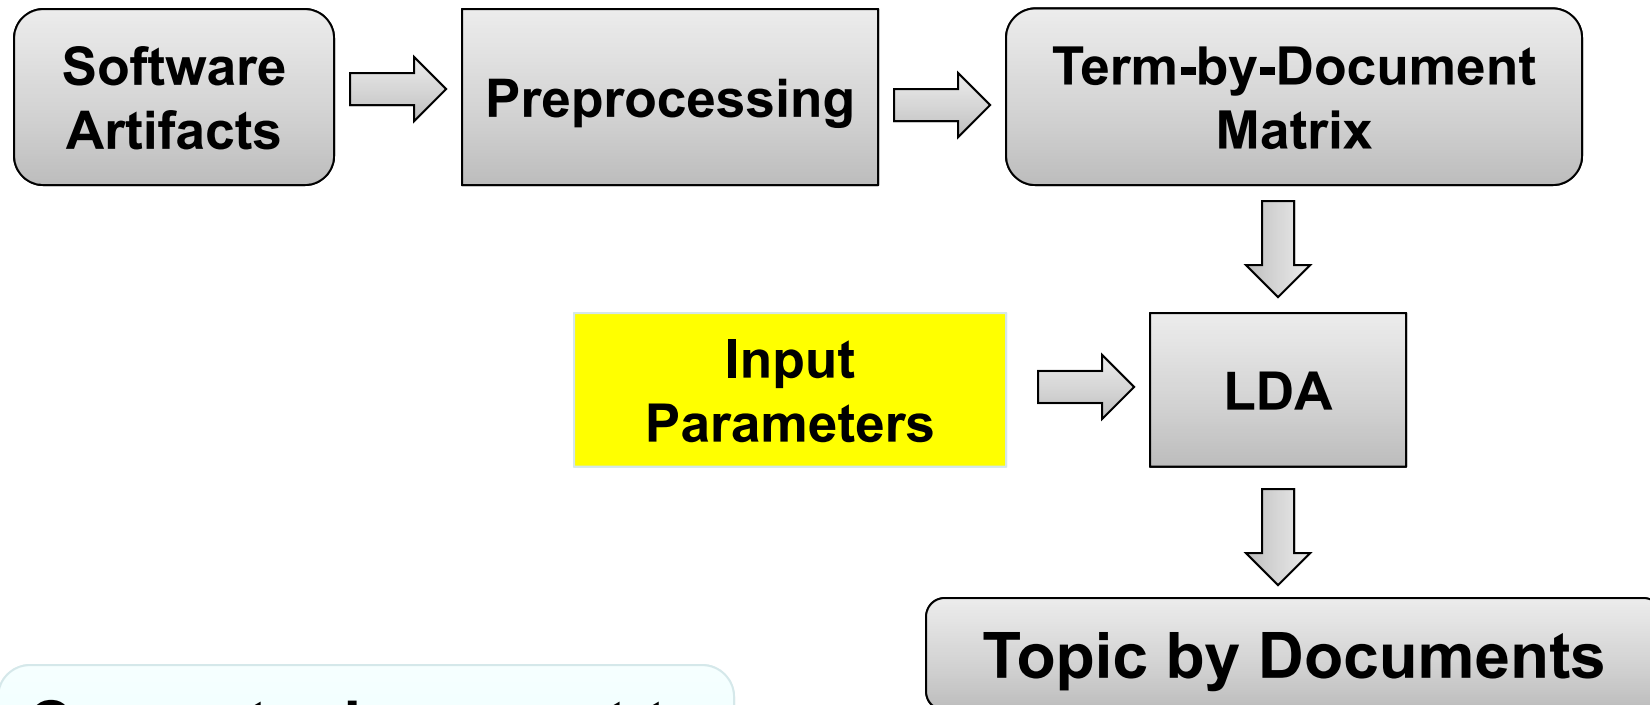 Software
Artifacts
Preprocessing
Term-by-Document
Matrix
Input
Parameters
LDA
Topic by Documents